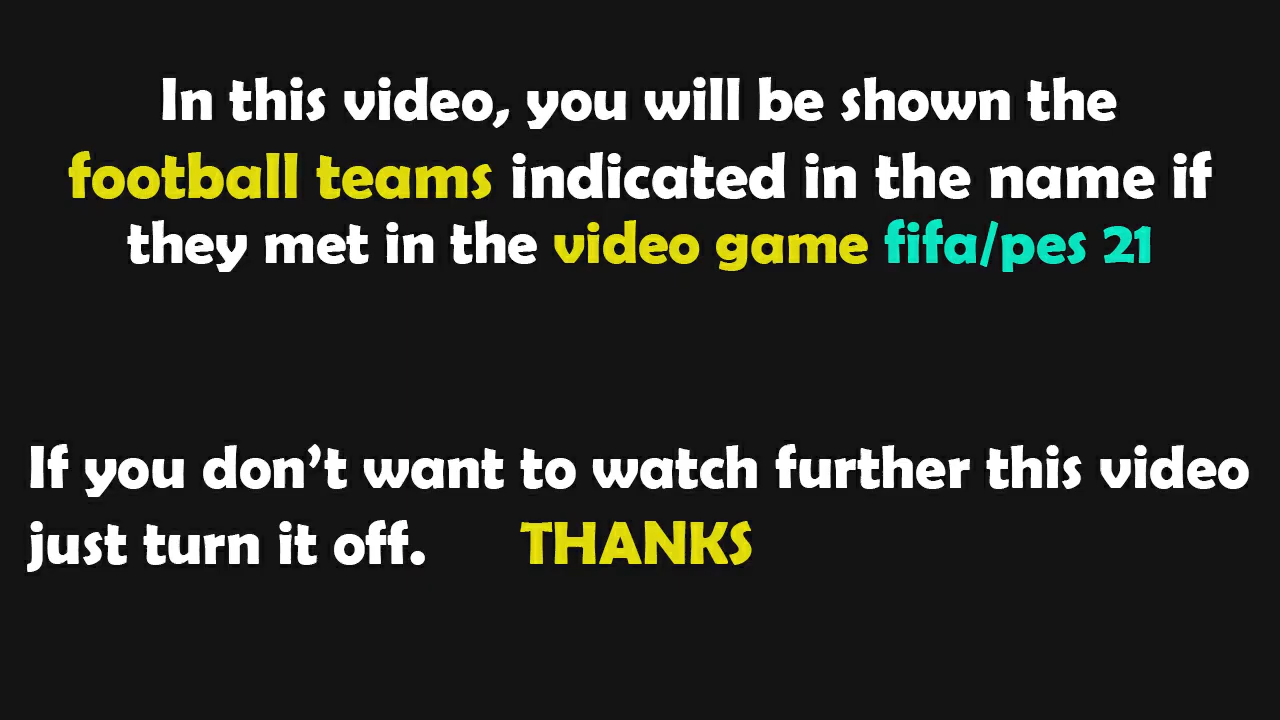 In this video, you will be shown the
football teams indicated in the name if
they met in the video game fifa/pes 21
If you don't want to watch further this video
just turn it off. THANKS